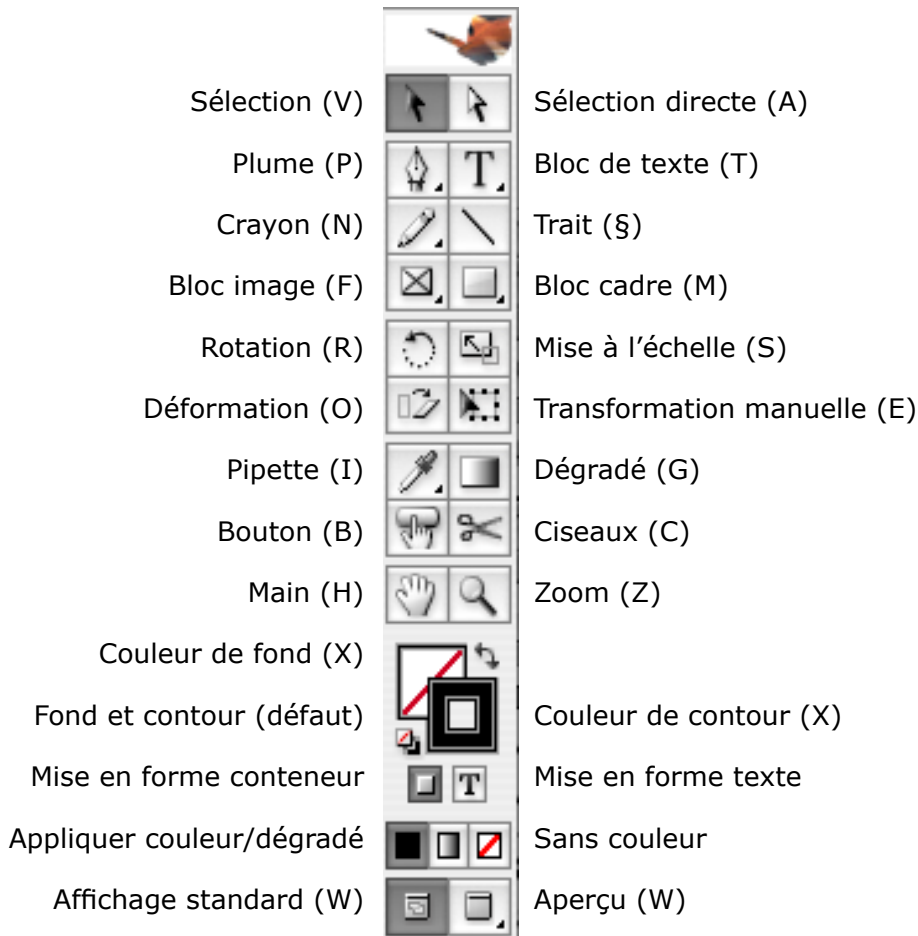 Sélection (V) Sélection directe (A)
Plume (P) T Bloc de texte (T)
Crayon (N) Trait (§)
Bloc image (F) Bloc cadre (M)
Rotation (R) Mise à l’échelle (S)
Déformation (O) Transformation manuelle (E)
Pipette (I) Dégradé (G)
Bouton (B) Ciseaux (C)
Main (H) Zoom (Z)
Couleur de fond (X)
Fond et contour (défaut) Couleur de contour (X)
Mise en forme conteneur T Mise en forme texte
Appliquer couleur/dégradé Sans couleur
Affichage standard (W) Aperçu (W)